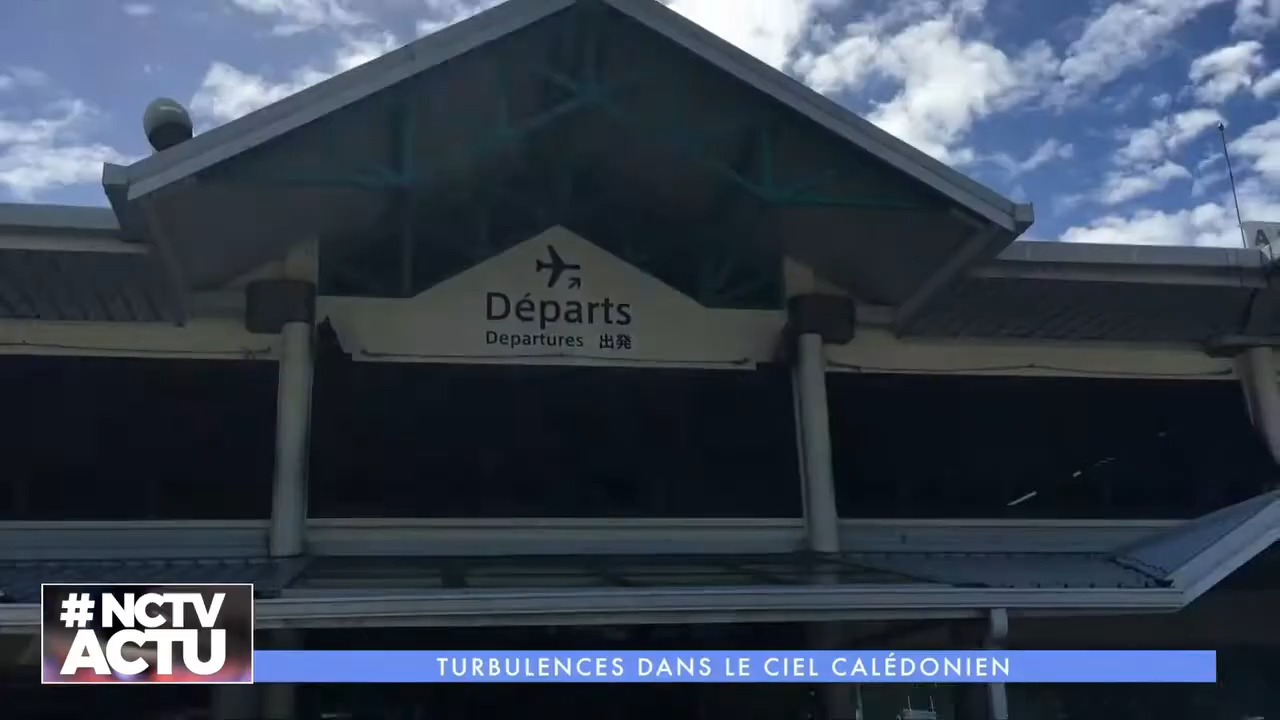 Départs
Departures 出発
A
#NCTV
ACTU
TURBULENCES DANS LE CIEL CALÉDONIEN